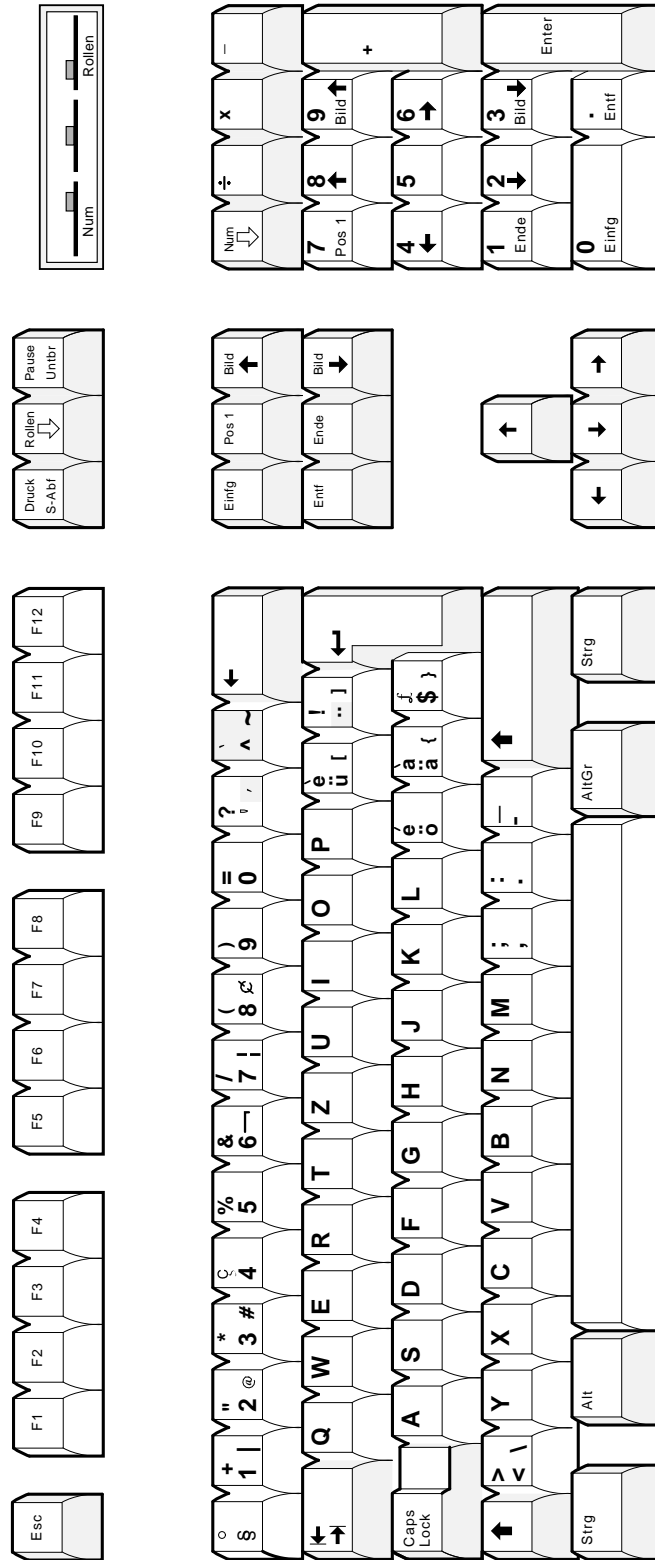 Esc F1 F2 F3 F4 F5 F6 F7 F8 F9 F10 F11 F12
Druck Rollen Pause
S-Abf Untbr
Num Rollen
° + " * ç % & / ( ) = ? `
§ 1 | 2 @ 3 # 4 5 6 ¬ 7 ¦ 8 ¢ 9 0 ' ´ ^ ~
Einfg Pos 1 Bild
Num ÷ x -
Q W E R T Z U I O P è ü [ ! ¨ ]
Entf Ende Bild
7 8 9 +
Pos 1 Bild
Caps A S D F G H J K L é ö à ä { £ $ }
Lock
4 5 6
> < \ Y X C V B N M ; , : . _ -
1 2 3 Enter
Ende Bild
Strg Alt AltGr Strg
0 .
Einfg Entf